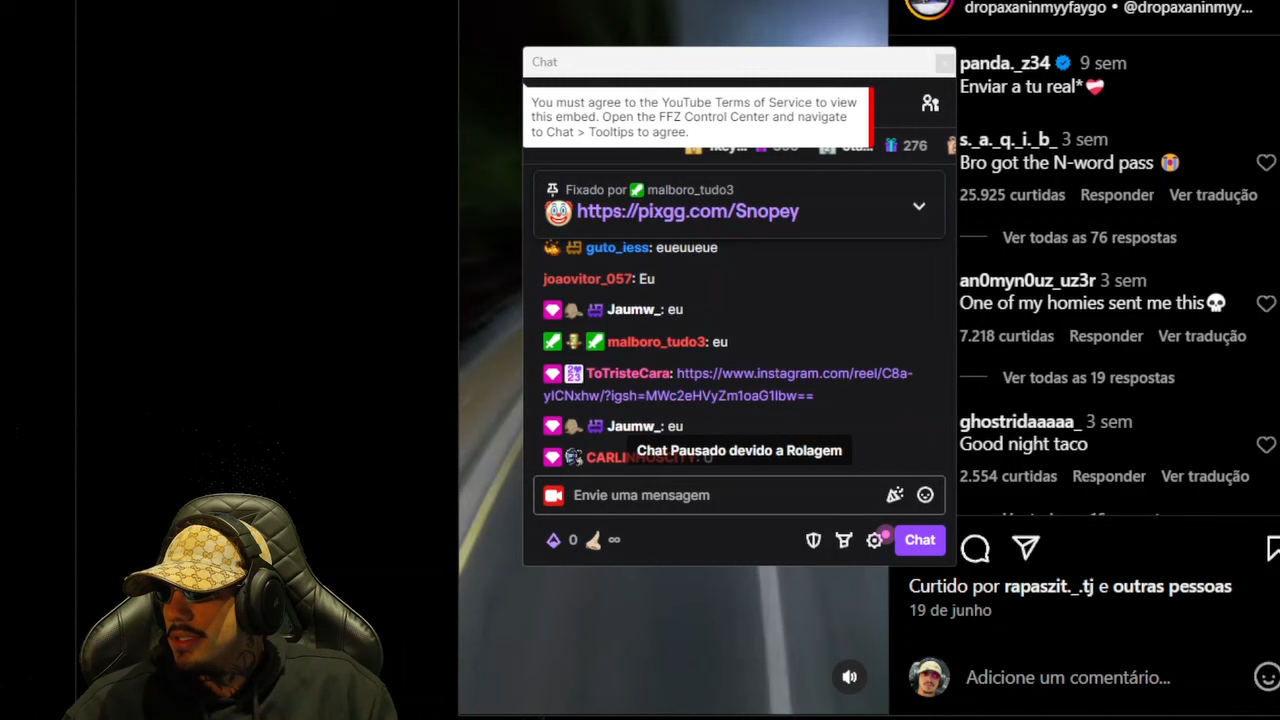 dropaxaninmyyfaygo • @dropaxaninmyy...
Chat
You must agree to the YouTube Terms of Service to view
this embed. Open the FFZ Control Center and navigate
to Chat > Tooltips to agree.
276
Fixado por malboro_tudo3
https://pixgg.com/Snopey
guto_iess: eueuueue
joaovitor_057: Eu
Jaumw_: eu
malboro_tudo3: eu
ToTristeCara: https://www.instagram.com/reel/C8a-
yICNxhw/?igsh=MWc2eHVyZm1oaG1lbw==
Jaumw_: eu
Chat Pausado devido a Rolagem
Envie uma mensagem
0 ∞
Chat
panda._z34 9 sem
Enviar a tu real*
s._a._q._i._b_ 3 sem
Bro got the N-word pass 😭
25.925 curtidas Responder Ver tradução
Ver todas as 76 respostas
an0myn0uz_uz3r 3 sem
One of my homies sent me this💀
7.218 curtidas Responder Ver tradução
Ver todas as 19 respostas
ghostridaaaaa_ 3 sem
Good night taco
2.554 curtidas Responder Ver tradução
Curtido por rapaszit._.tj e outras pessoas
19 de junho
Adicione um comentário...